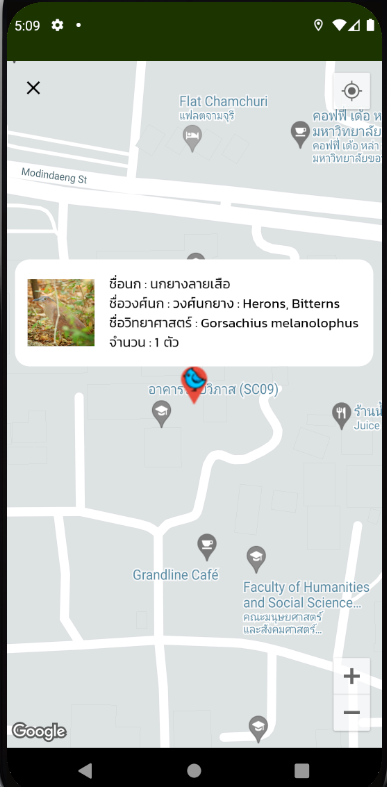 5:09
Flat Chamchuri
แฟลตจามจุรี
คอฟฟี่ เด้อ ห
มหาวิทยาลัย
คอฟฟี่ เด้อ หล่า
มหาวิทยาลัยขอ
Modindaeng St
ชื่อนก : นกยางลายเสือ
ชื่อวงศ์นก : วงศ์นกยาง : Herons, Bitterns
ชื่อวิทยาศาสตร์ : Gorsachius melanolophus
จำนวน : 1 ตัว
อาคาร วิภาส (SC09)
ร้านน้
Juice
Grandline Café
Faculty of Humanities
and Social Science...
คณะมนุษยศาสตร์
และสังคมศาสตร์...
+
−
Google